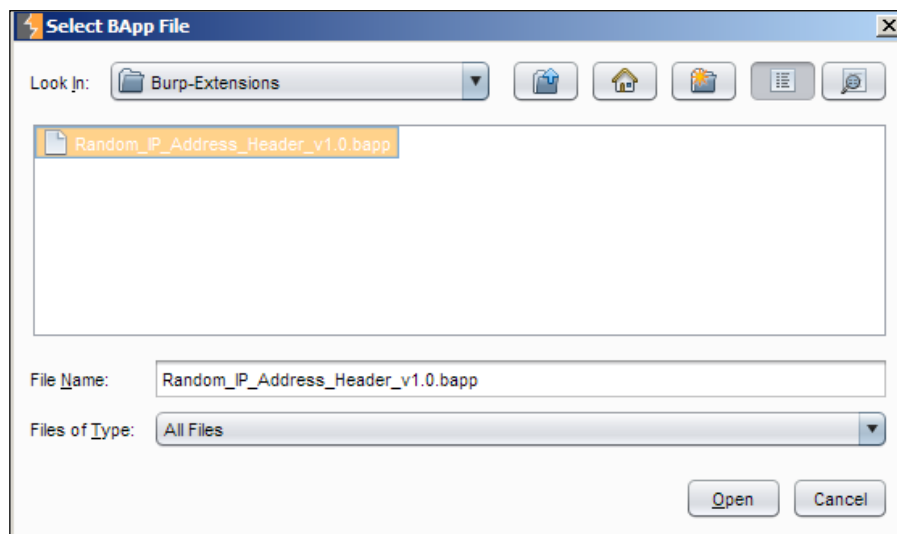 Select BApp File
Look In: Burp-Extensions
Random_IP_Address_Header_v1.0.bapp
File Name: Random_IP_Address_Header_v1.0.bapp
Files of Type: All Files
Open Cancel